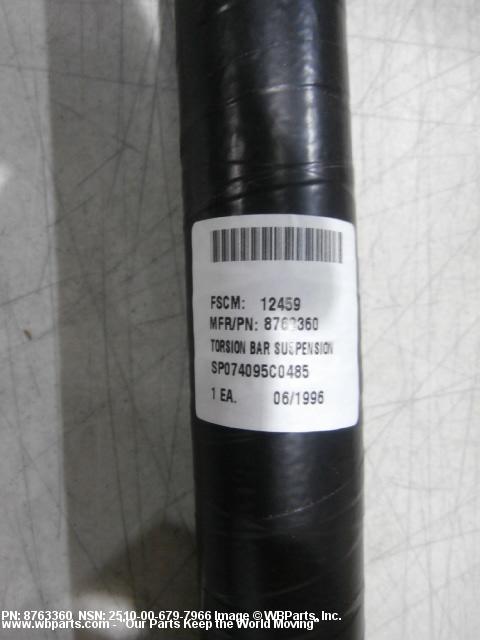 FSCM: 12459
MFR/PN: 8763360
TORSION BAR SUSPENSION
SP074095C0485
1 EA. 06/1996
PN: 8763360, NSN: 2510-00-679-7966 Image © WBParts, Inc.
www.wbparts.com - "Our Parts Keep the World Moving"